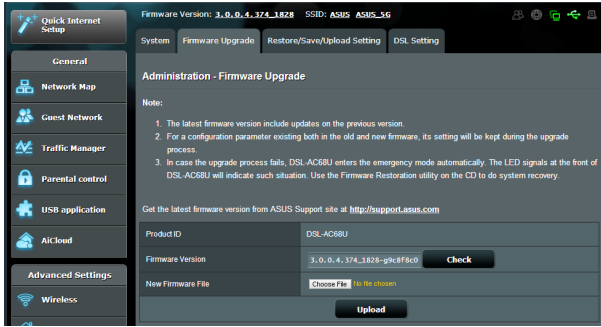 Quick Internet
Setup
Firmware Version: 3.0.0.4.374_1828 SSID: ASUS ASUS_5G
System Firmware Upgrade Restore/Save/Upload Setting DSL Setting
General
Network Map
Guest Network
Traffic Manager
Parental control
USB application
AiCloud
Advanced Settings
Wireless
Administration - Firmware Upgrade
Note:
1. The latest firmware version include updates on the previous version.
2. For a configuration parameter existing both in the old and new firmware, its setting will be kept during the upgrade
process.
3. In case the upgrade process fails, DSL-AC68U enters the emergency mode automatically. The LED signals at the front of
DSL-AC68U will indicate such situation. Use the Firmware Restoration utility on the CD to do system recovery.
Get the latest firmware version from ASUS Support site at http://support.asus.com
Product ID DSL-AC68U
Firmware Version 3.0.0.4.374_1828-g9c8f8c0 Check
New Firmware File Choose File No file chosen
Upload